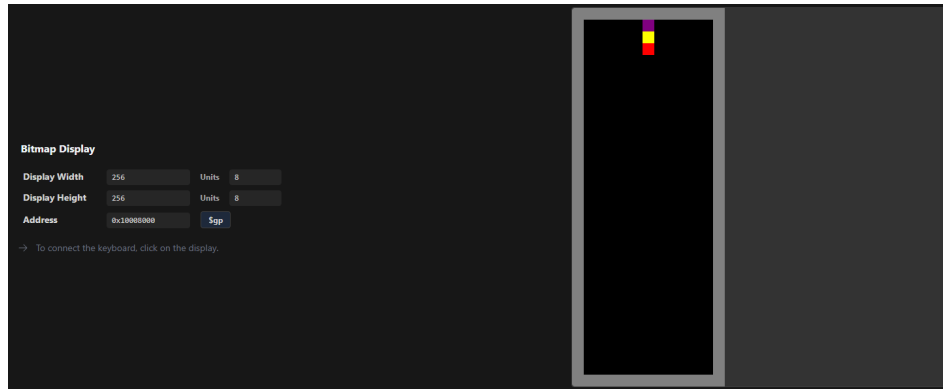 Bitmap Display
Display Width 256 Units 8
Display Height 256 Units 8
Address 0x10008000 $gp
→ To connect the keyboard, click on the display.